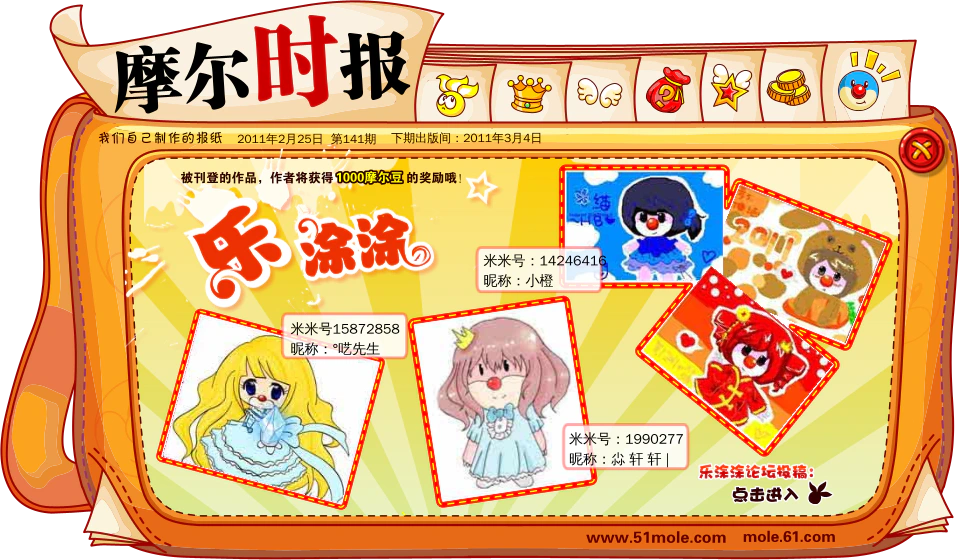 摩尔时报
我们自己制作的报纸 2011年2月25日 第141期 下期出版间：2011年3月4日
被刊登的作品，作者将获得1000摩尔豆的奖励哦!
乐涂涂
米米号：14246416
昵称：小橙
2011
米米号15872858
昵称：°呓先生
米米号：1990277
昵称：尛 轩 轩 |
乐涂涂论坛投稿：
点击进入
www.51mole.com mole.61.com